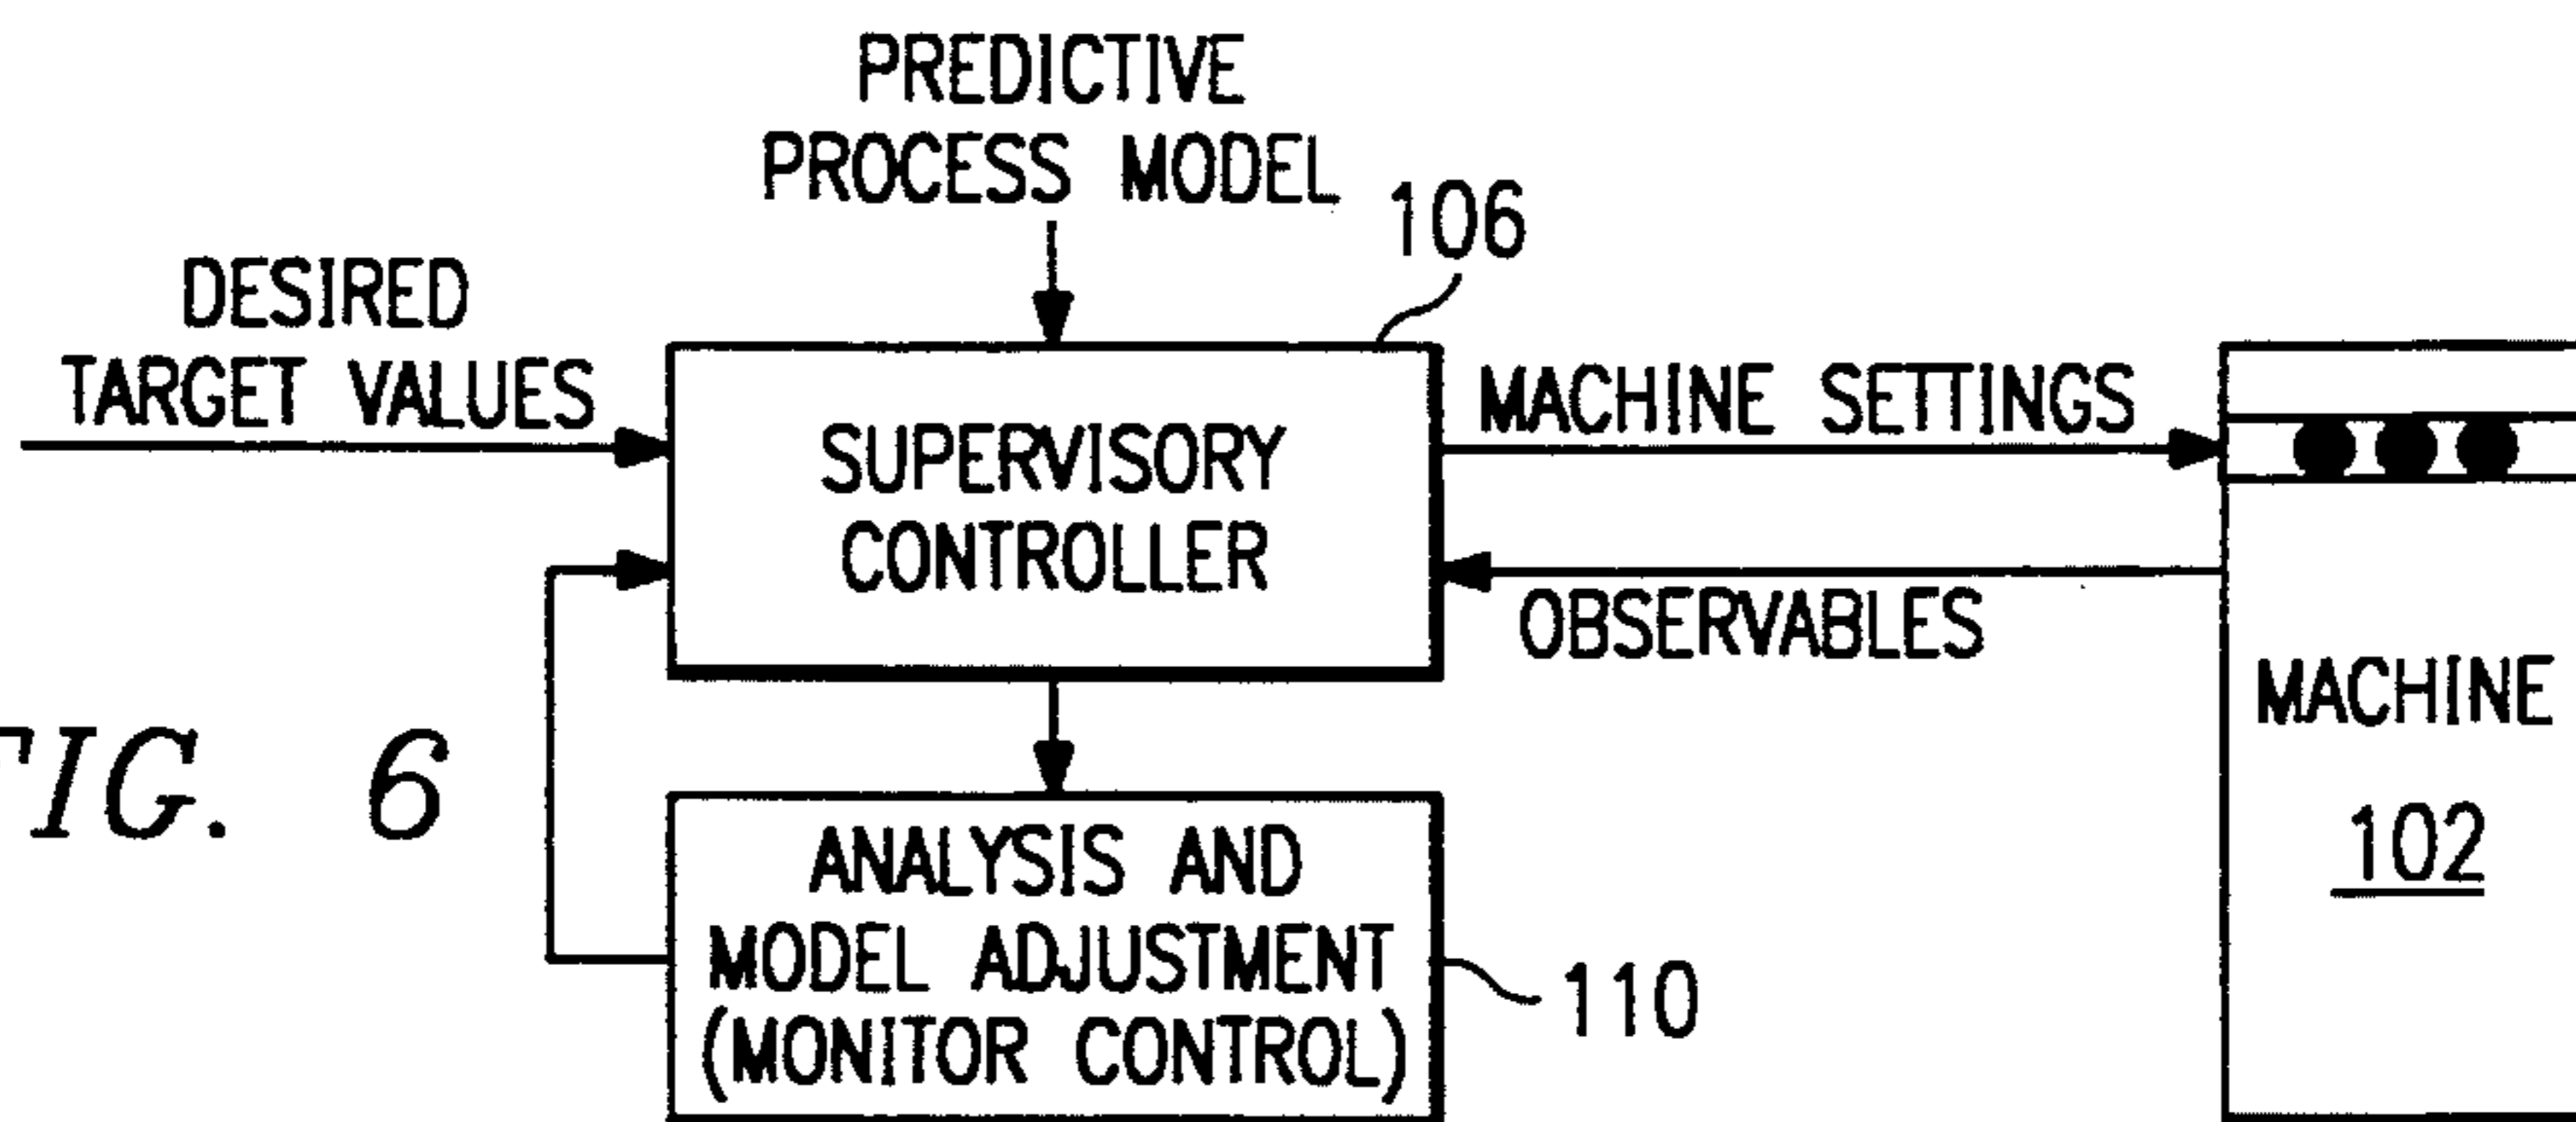 PREDICTIVE
PROCESS MODEL
106
DESIRED
TARGET VALUES
SUPERVISORY
CONTROLLER
MACHINE SETTINGS
OBSERVABLES
MACHINE
102
FIG. 6
ANALYSIS AND
MODEL ADJUSTMENT
(MONITOR CONTROL)
110